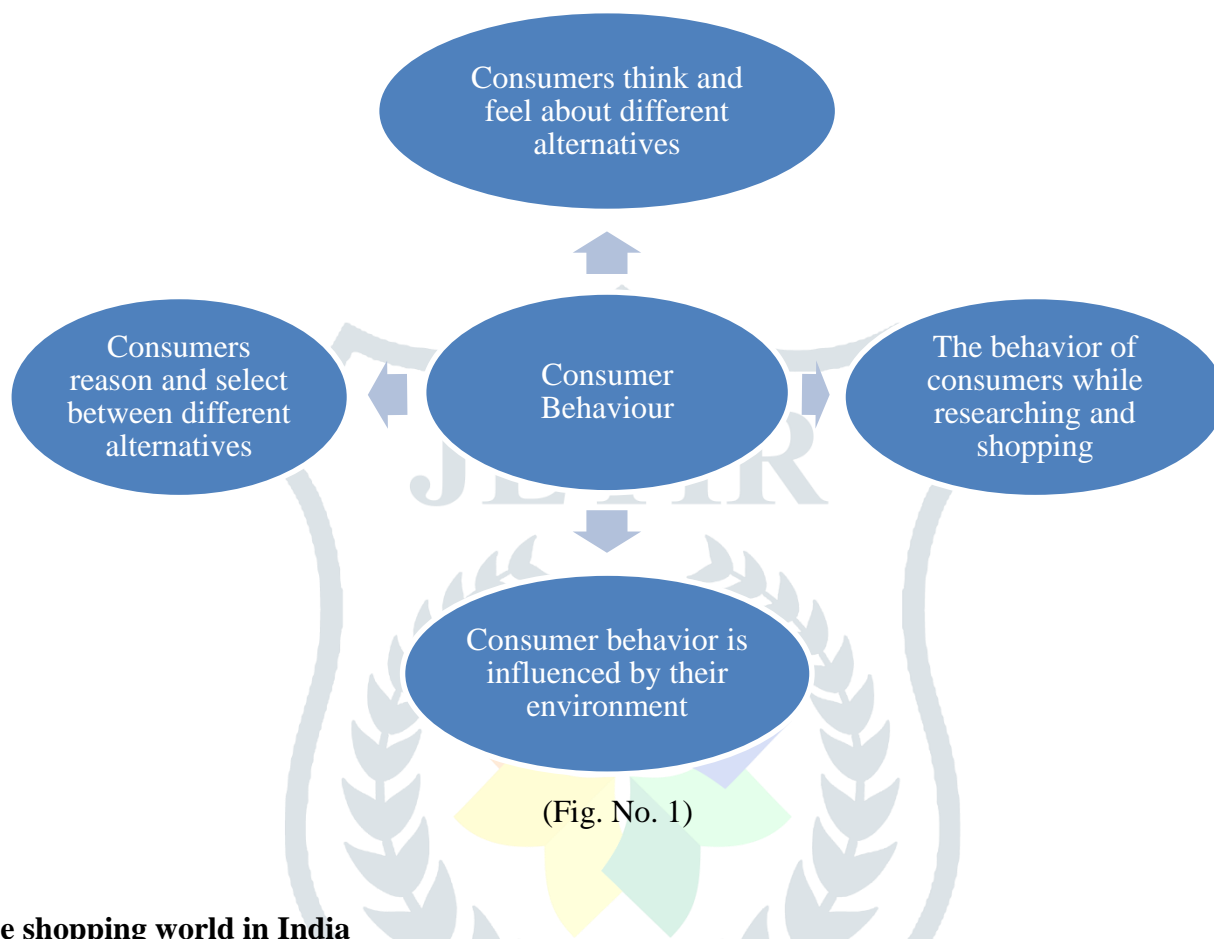 Consumers think and
feel about different
alternatives
Consumers
reason and select
between different
alternatives
Consumer
Behaviour
The behavior of
consumers while
researching and
shopping
JETIR
Consumer behavior is
influenced by their
environment
(Fig. No. 1)
e shopping world in India